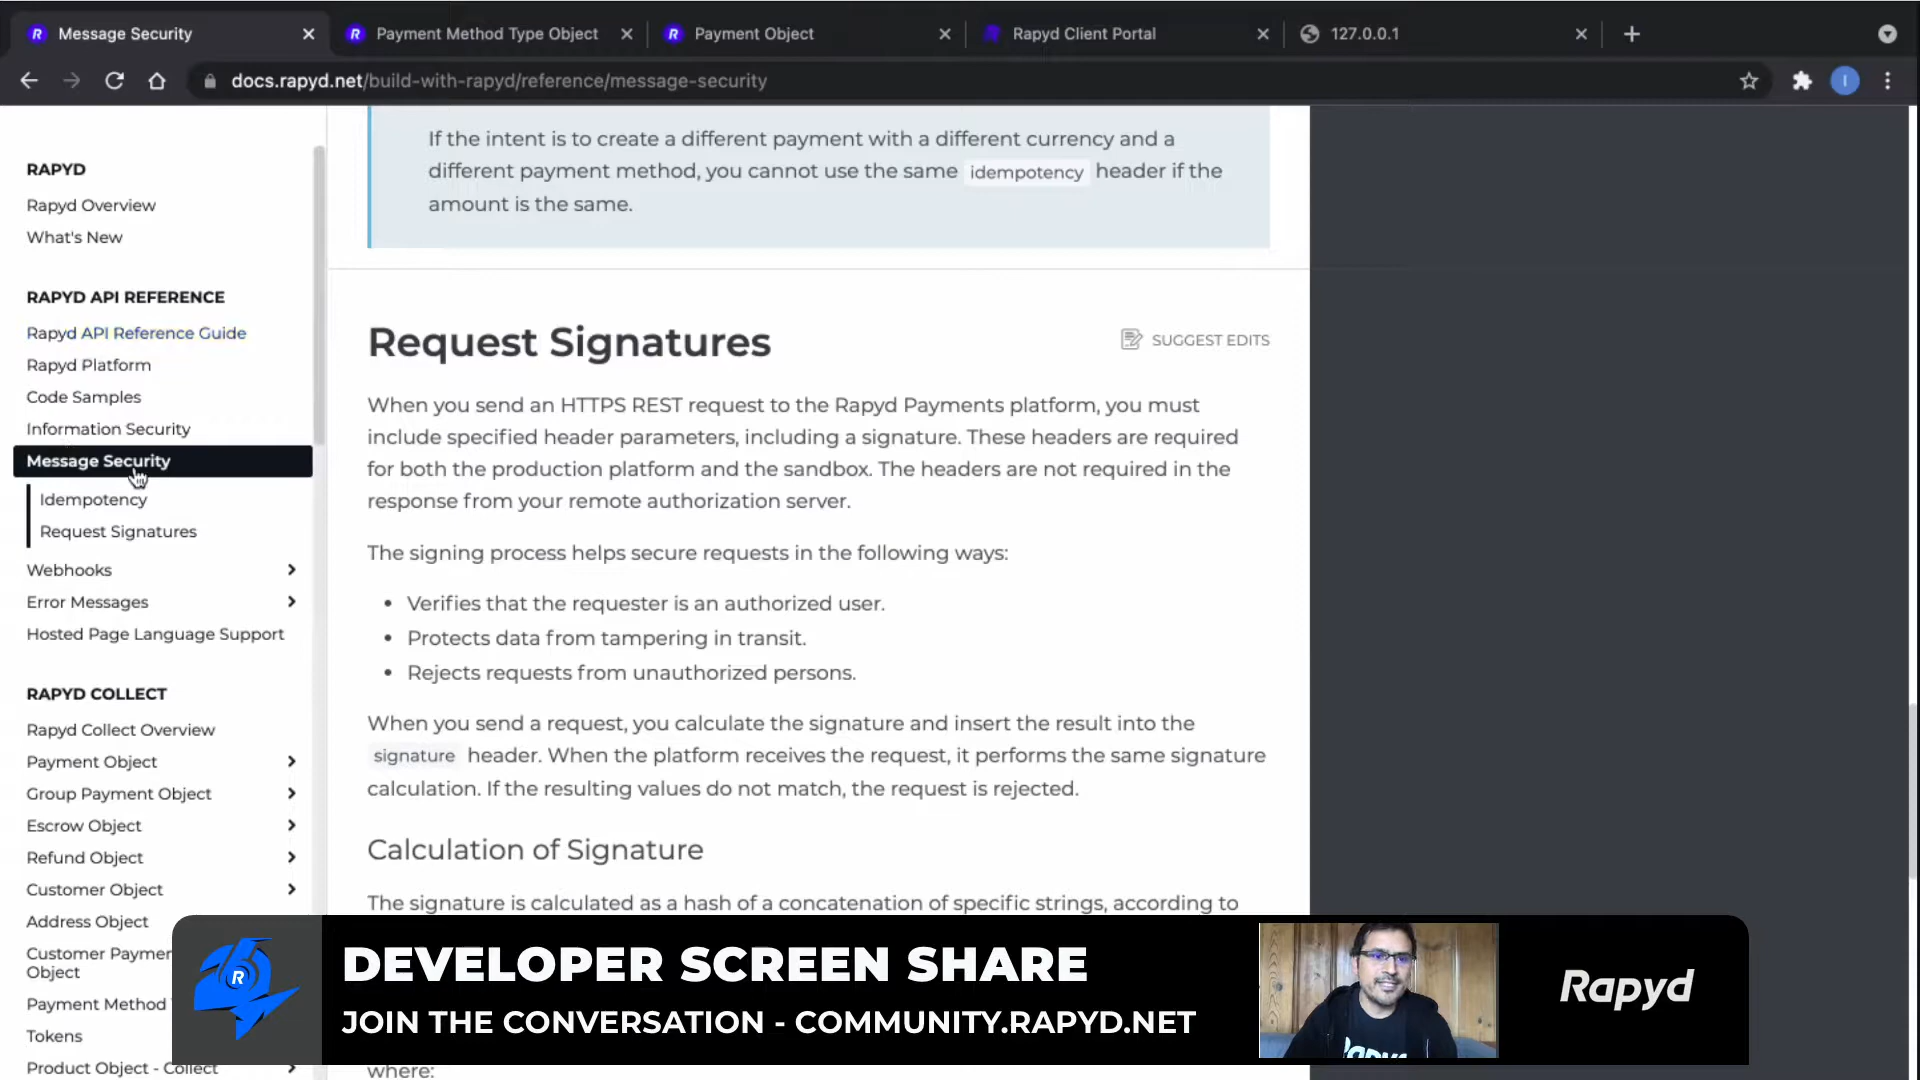 Message Security
Payment Method Type Object
Payment Object
Rapyd Client Portal
127.0.0.1
docs.rapyd.net/build-with-rapyd/reference/message-security
I
RAPYD
Rapyd Overview
What's New
RAPYD API REFERENCE
Rapyd API Reference Guide
Rapyd Platform
Code Samples
Information Security
Message Security
Idempotency
Request Signatures
Webhooks
Error Messages
Hosted Page Language Support
RAPYD COLLECT
Rapyd Collect Overview
Payment Object
Group Payment Object
Escrow Object
Refund Object
Customer Object
Address Object
Customer Paymen
Object
Payment Method
Tokens
Product Object - Collect
If the intent is to create a different payment with a different currency and a
different payment method, you cannot use the same idempotency header if the
amount is the same.
Request Signatures
SUGGEST EDITS
When you send an HTTPS REST request to the Rapyd Payments platform, you must
include specified header parameters, including a signature. These headers are required
for both the production platform and the sandbox. The headers are not required in the
response from your remote authorization server.
The signing process helps secure requests in the following ways:
• Verifies that the requester is an authorized user.
• Protects data from tampering in transit.
• Rejects requests from unauthorized persons.
When you send a request, you calculate the signature and insert the result into the
signature header. When the platform receives the request, it performs the same signature
calculation. If the resulting values do not match, the request is rejected.
Calculation of Signature
The signature is calculated as a hash of a concatenation of specific strings, according to
where:
R
DEVELOPER SCREEN SHARE
JOIN THE CONVERSATION - COMMUNITY.RAPYD.NET
Rapyd